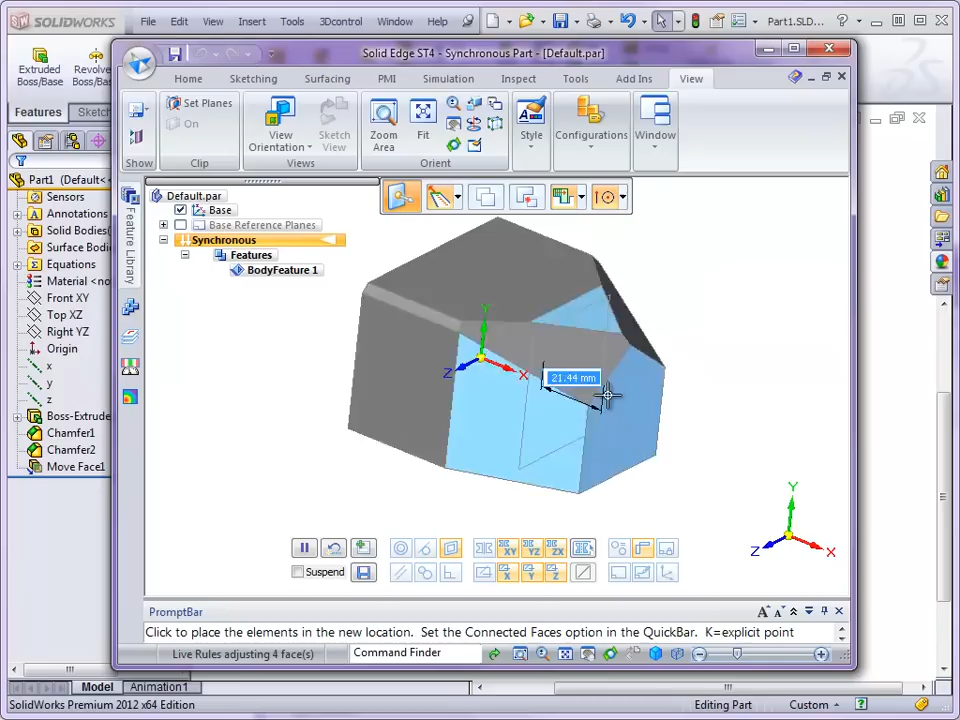 SOLIDWORKS
File Edit View Insert Tools 3Dcontrol Window Help
Part1.SLD...
Solid Edge ST4 - Synchronous Part - [Default.par]
Extruded
Boss/Base
Revolve
Boss/Ba
Home Sketching Surfacing PMI Simulation Inspect Tools Add Ins View
Set Planes
On
View
Orientation
Sketch
View
Zoom
Area
Fit
Style
Configurations
Window
Show Clip Views Orient
Features Sketch
Part1 (Default<
Sensors
Annotations
Solid Bodies
Surface Bod
Equations
Material <no
Front XY
Top XZ
Right YZ
Origin
x
y
z
Boss-Extrude
Chamfer1
Chamfer2
Move Face1
Feature Library
Default.par
Base
Base Reference Planes
Synchronous
Features
BodyFeature 1
Y
Z
X
21.44 mm
Y
Z
X
XY YZ ZX
Suspend
X Y Z
PromptBar
Click to place the elements in the new location. Set the Connected Faces option in the QuickBar. K=explicit point
Live Rules adjusting 4 face(s)
Command Finder
Model Animation1
SolidWorks Premium 2012 x64 Edition
Editing Part
Custom